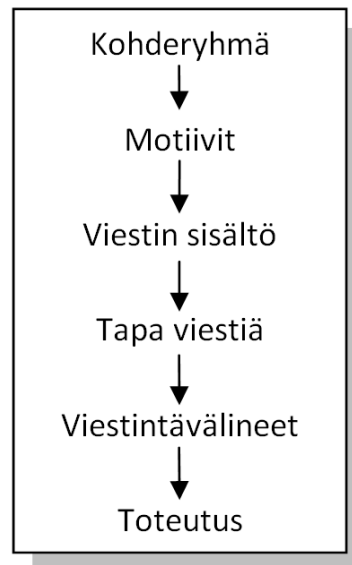 Kohderyhmä
Motiivit
Viestin sisältö
Tapa viestiä
Viestintävälineet
Toteutus